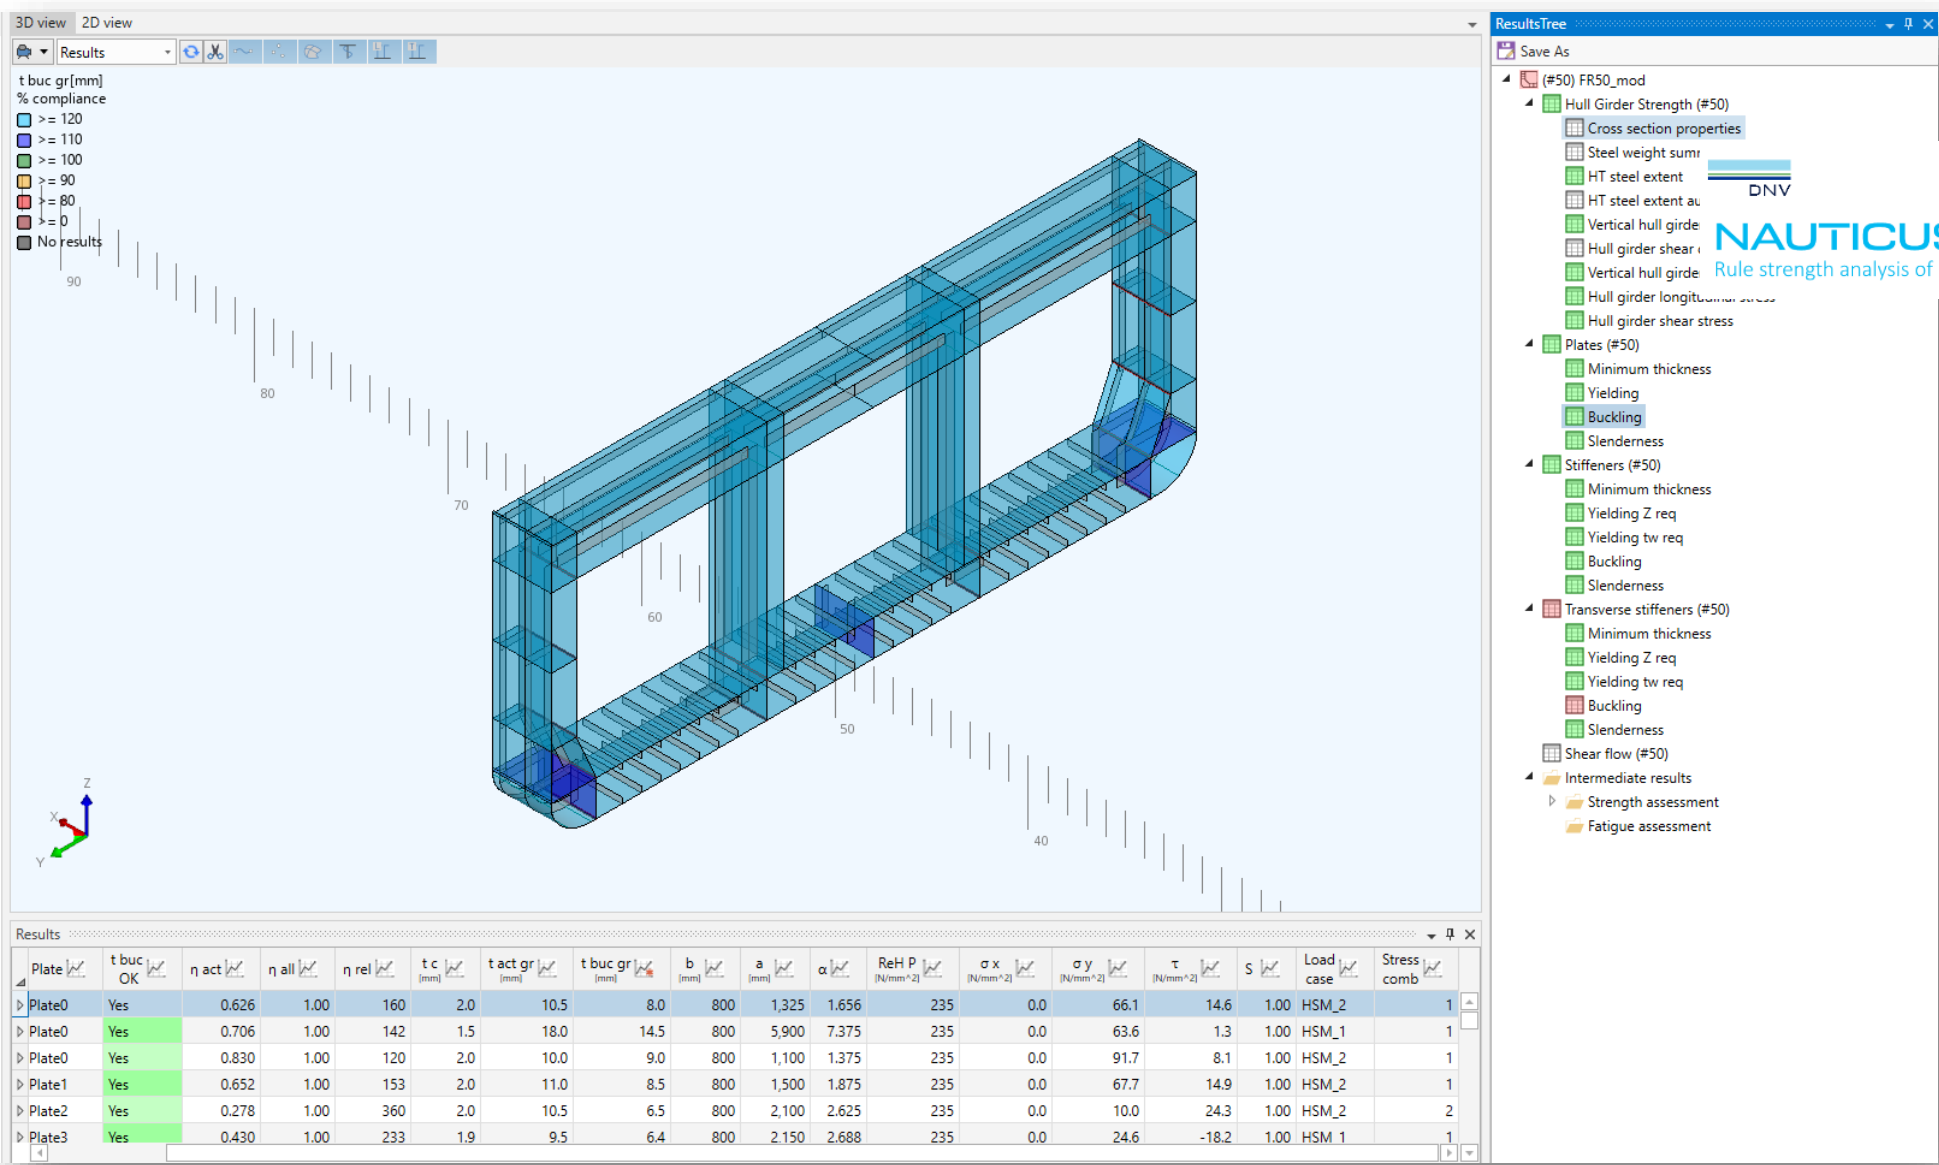 3D view 2D view
Results
t buc gr[mm]
% compliance
>= 120
>= 110
>= 100
>= 90
>= 80
>= 0
No results
90
80
70
60
50
40
Z
X
Y
ResultsTree
Save As
(#50) FR50_mod
Hull Girder Strength (#50)
Cross section properties
Steel weight sumr
HT steel extent
HT steel extent au
Vertical hull girde
Hull girder shear
Vertical hull girde
Hull girder longitudinal stress
Hull girder shear stress
Plates (#50)
Minimum thickness
Yielding
Buckling
Slenderness
Stiffeners (#50)
Minimum thickness
Yielding Z req
Yielding tw req
Buckling
Slenderness
Transverse stiffeners (#50)
Minimum thickness
Yielding Z req
Yielding tw req
Buckling
Slenderness
Shear flow (#50)
Intermediate results
Strength assessment
Fatigue assessment
DNV
NAUTICUS
Rule strength analysis of
Results
Plate t buc OK η act η all η rel t c [mm] t act gr [mm] t buc gr [mm] b [mm] a [mm] α ReH P [N/mm^2] σ x [N/mm^2] σ y [N/mm^2] τ [N/mm^2] S Load case Stress comb
Plate0 Yes 0.626 1.00 160 2.0 10.5 8.0 800 1,325 1.656 235 0.0 66.1 14.6 1.00 HSM_2 1
Plate0 Yes 0.706 1.00 142 1.5 18.0 14.5 800 5,900 7.375 235 0.0 63.6 1.3 1.00 HSM_1 1
Plate0 Yes 0.830 1.00 120 2.0 10.0 9.0 800 1,100 1.375 235 0.0 91.7 8.1 1.00 HSM_2 1
Plate1 Yes 0.652 1.00 153 2.0 11.0 8.5 800 1,500 1.875 235 0.0 67.7 14.9 1.00 HSM_2 1
Plate2 Yes 0.278 1.00 360 2.0 10.5 6.5 800 2,100 2.625 235 0.0 10.0 24.3 1.00 HSM_2 2
Plate3 Yes 0.430 1.00 233 1.9 9.5 6.4 800 2,150 2.688 235 0.0 24.6 -18.2 1.00 HSM_1 1